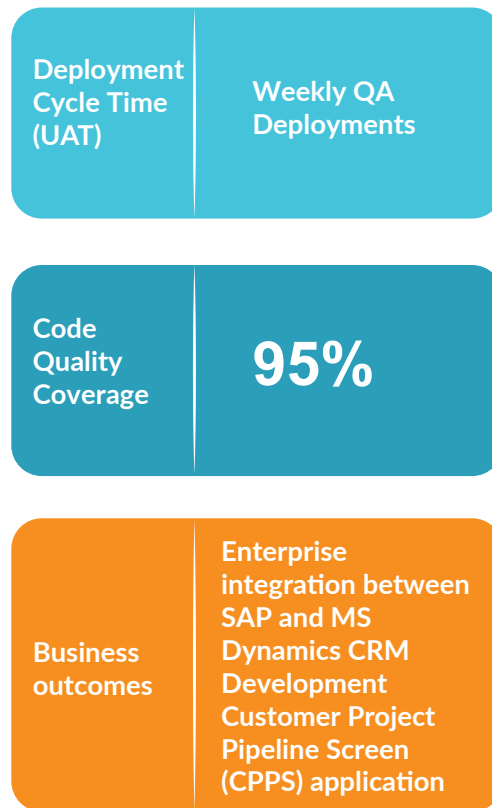 Deployment
Cycle Time
(UAT)
Weekly QA
Deployments
Code
Quality
Coverage
95%
Business
outcomes
Enterprise
integration between
SAP and MS
Dynamics CRM
Development
Customer Project
Pipeline Screen
(CPPS) application